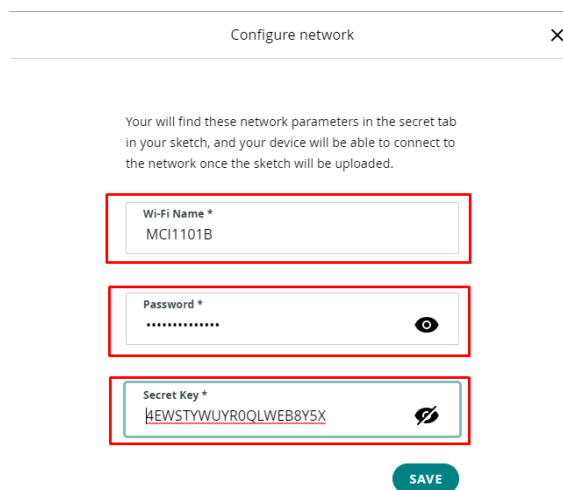 Configure network
Your will find these network parameters in the secret tab
in your sketch, and your device will be able to connect to
the network once the sketch will be uploaded.
Wi-Fi Name *
MCI1101B
Password *
••••••••••••••
Secret Key *
4EWSTYWUYR0QLWEB8Y5X
SAVE